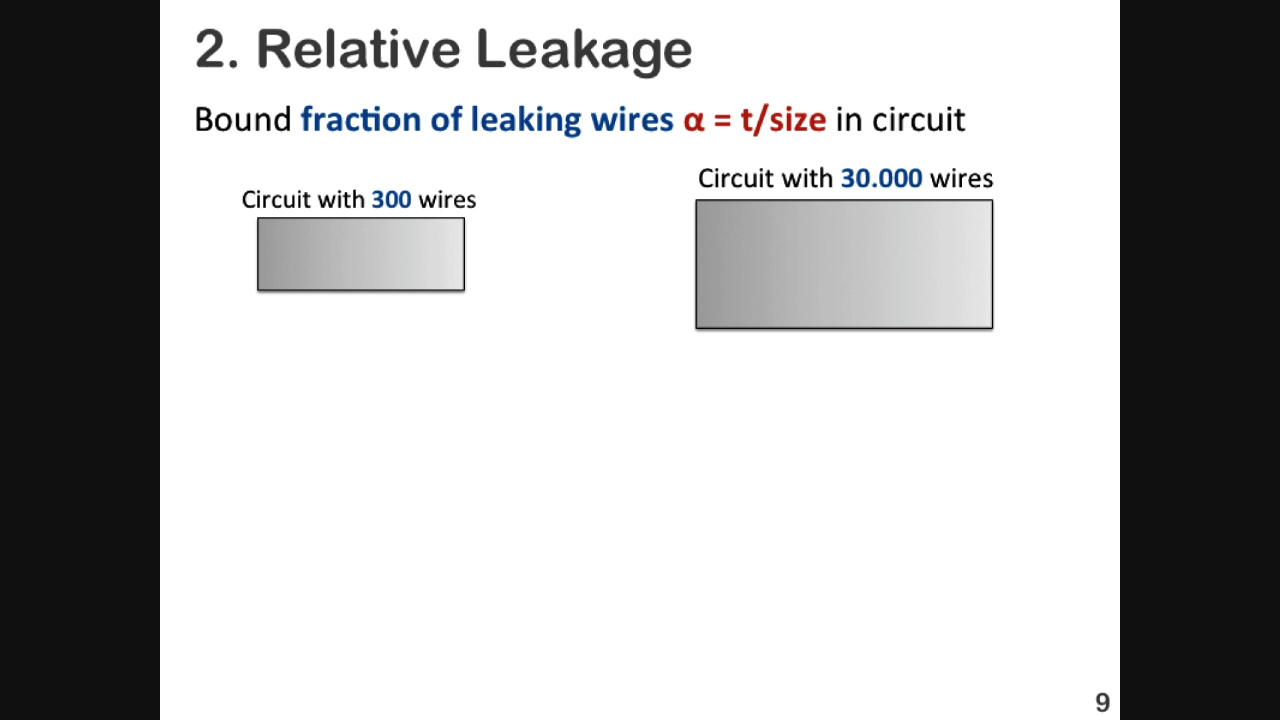 2. Relative Leakage
Bound fraction of leaking wires α = t/size in circuit
Circuit with 300 wires
Circuit with 30.000 wires
9